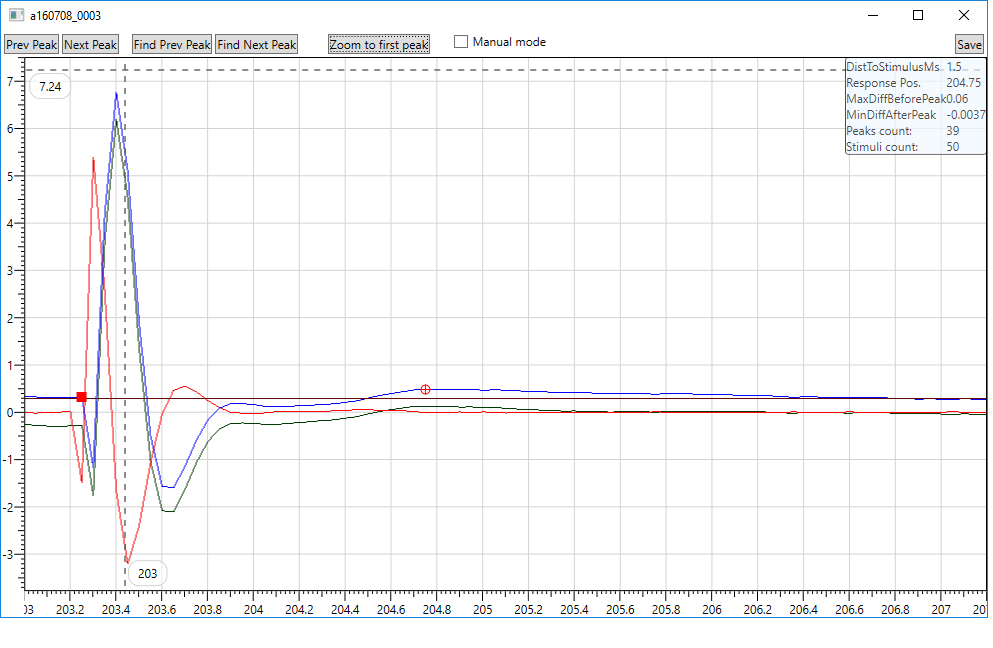 a160708_0003
Prev Peak Next Peak Find Prev Peak Find Next Peak Zoom to first peak Manual mode Save
DistToStimulusMs 1.5
Response Pos. 204.75
MaxDiffBeforePeak 0.06
MinDiffAfterPeak -0.0037
Peaks count: 39
Stimuli count: 50
7.24
7
6
5
4
3
2
1
0
-1
-2
-3
203
03 203.2 203.4 203.6 203.8 204 204.2 204.4 204.6 204.8 205 205.2 205.4 205.6 205.8 206 206.2 206.4 206.6 206.8 207 20